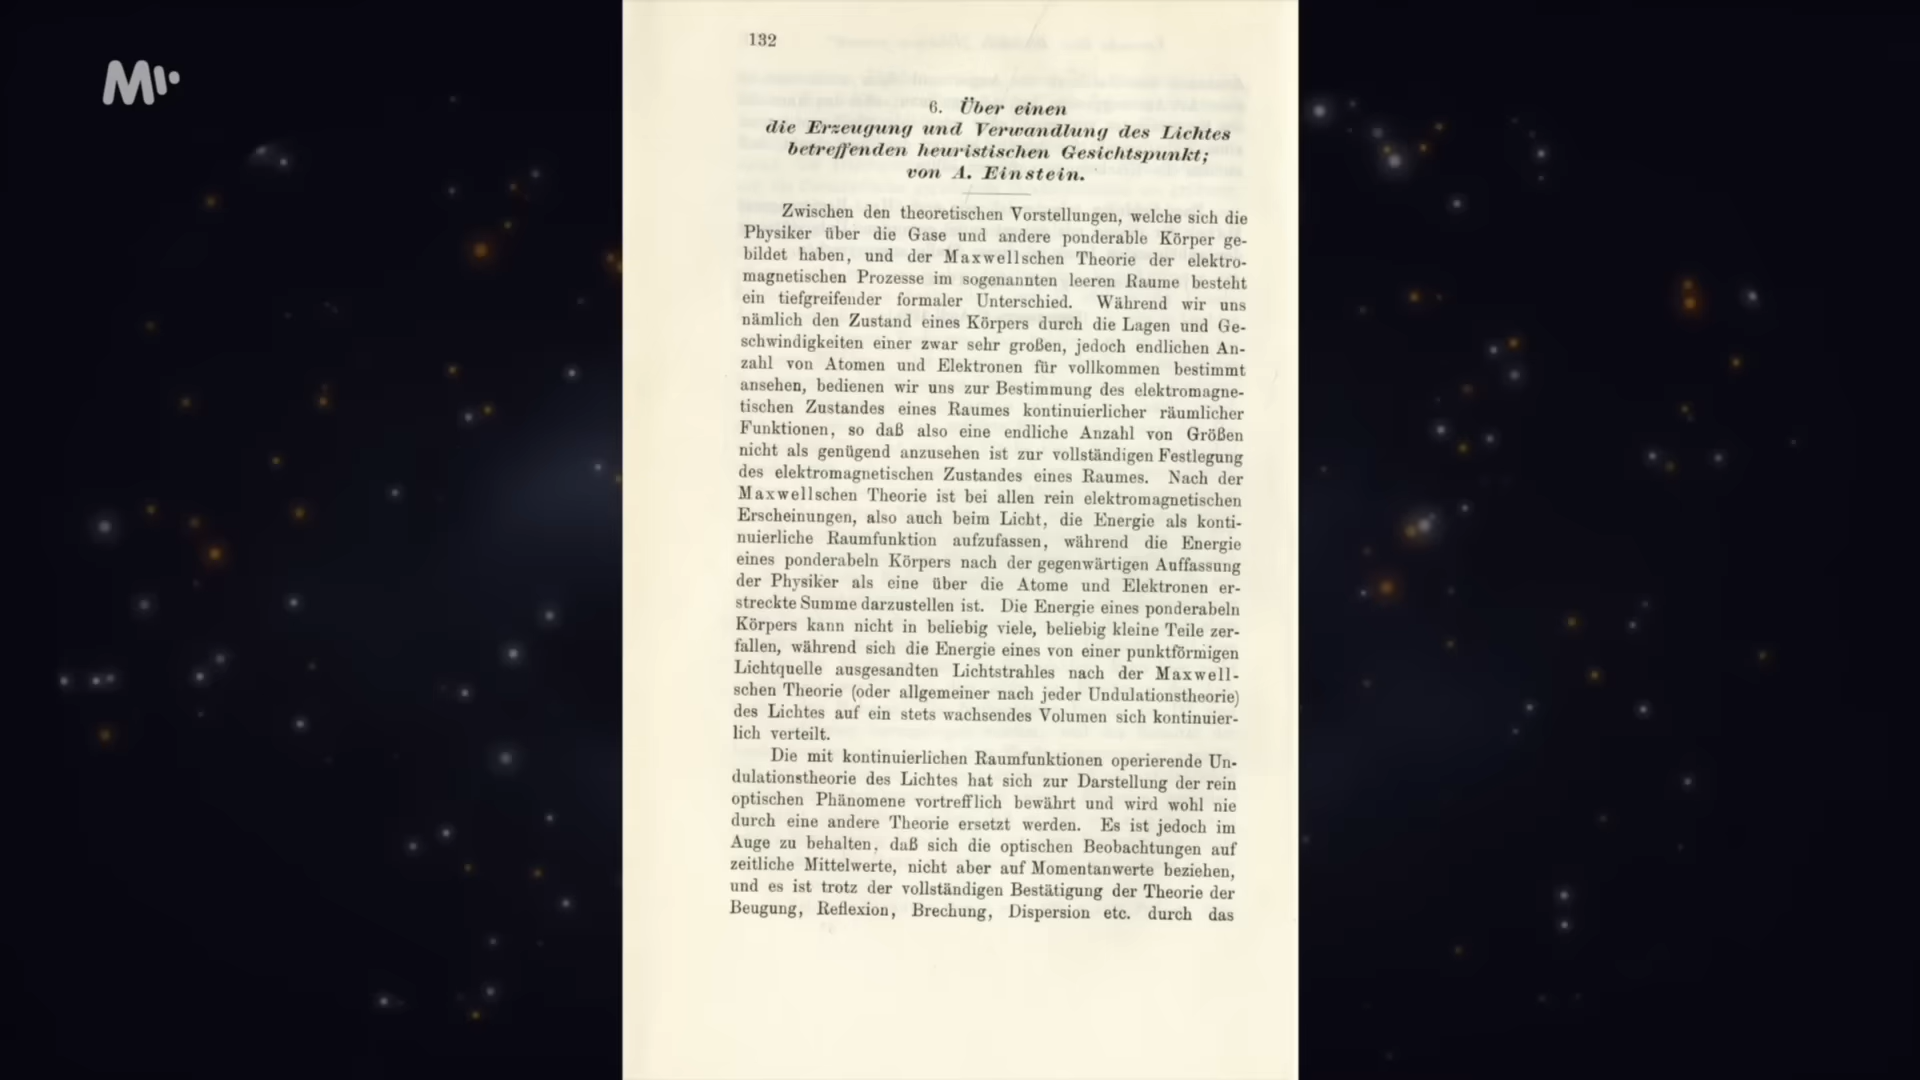 M
132
6. Über einen
die Erzeugung und Verwandlung des Lichtes
betreffenden heuristischen Gesichtspunkt;
von A. Einstein.
Zwischen den theoretischen Vorstellungen, welche sich die
Physiker über die Gase und andere ponderable Körper ge-
bildet haben, und der Maxwellschen Theorie der elektro-
magnetischen Prozesse im sogenannten leeren Raume besteht
ein tiefgreifender formaler Unterschied. Während wir uns
nämlich den Zustand eines Körpers durch die Lagen und Ge-
schwindigkeiten einer zwar sehr großen, jedoch endlichen An-
zahl von Atomen und Elektronen für vollkommen bestimmt
ansehen, bedienen wir uns zur Bestimmung des elektromagne-
tischen Zustandes eines Raumes kontinuierlicher räumlicher
Funktionen, so daß also eine endliche Anzahl von Größen
nicht als genügend anzusehen ist zur vollständigen Festlegung
des elektromagnetischen Zustandes eines Raumes. Nach der
Maxwellschen Theorie ist bei allen rein elektromagnetischen
Erscheinungen, also auch beim Licht, die Energie als konti-
nuierliche Raumfunktion aufzufassen, während die Energie
eines ponderabeln Körpers nach der gegenwärtigen Auffassung
der Physiker als eine über die Atome und Elektronen er-
streckte Summe darzustellen ist. Die Energie eines ponderabeln
Körpers kann nicht in beliebig viele, beliebig kleine Teile zer-
fallen, während sich die Energie eines von einer punktförmigen
Lichtquelle ausgesandten Lichtstrahles nach der Maxwell-
schen Theorie (oder allgemeiner nach jeder Undulationstheorie)
des Lichtes auf ein stets wachsendes Volumen sich kontinuier-
lich verteilt.
Die mit kontinuierlichen Raumfunktionen operierende Un-
dulationstheorie des Lichtes hat sich zur Darstellung der rein
optischen Phänomene vortrefflich bewährt und wird wohl nie
durch eine andere Theorie ersetzt werden. Es ist jedoch im
Auge zu behalten, daß sich die optischen Beobachtungen auf
zeitliche Mittelwerte, nicht aber auf Momentanwerte beziehen,
und es ist trotz der vollständigen Bestätigung der Theorie der
Beugung, Reflexion, Brechung, Dispersion etc. durch das